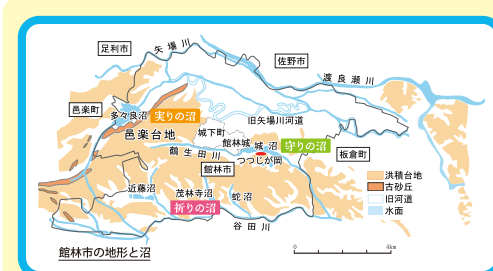 足利市
矢場川
佐野市
渡良瀬川
邑楽町
多々良沼
実りの沼
旧矢場川河道
邑楽台地
城下町
館林城
城沼
守りの沼
鶴生田川
つつじが岡
板倉町
館林市
近藤沼
茂林寺沼
蛇沼
祈りの沼
谷田川
洪積台地
古砂丘
旧河道
水面
館林市の地形と沼
0
4km